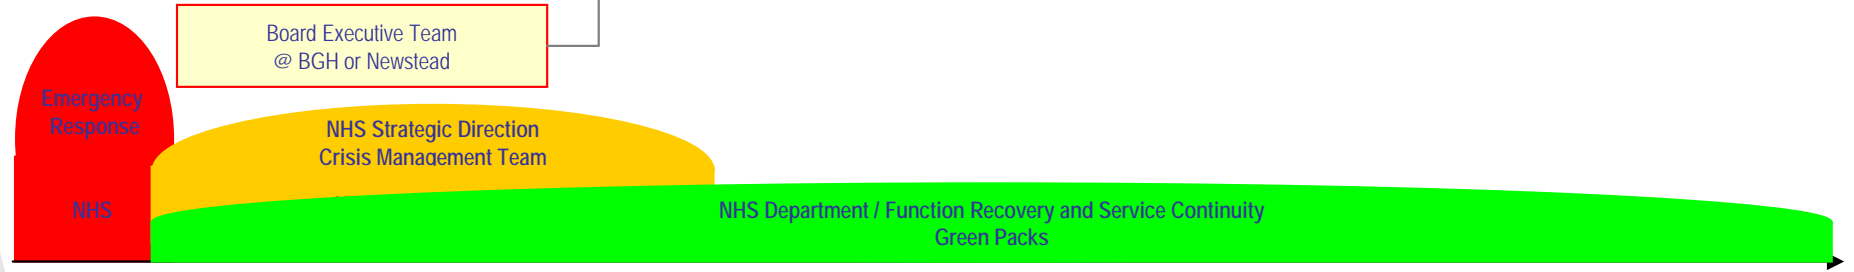 Board Executive Team
@ BGH or Newstead
Emergency
Response
NHS Strategic Direction
Crisis Management Team
NHS
NHS Department / Function Recovery and Service Continuity
Green Packs